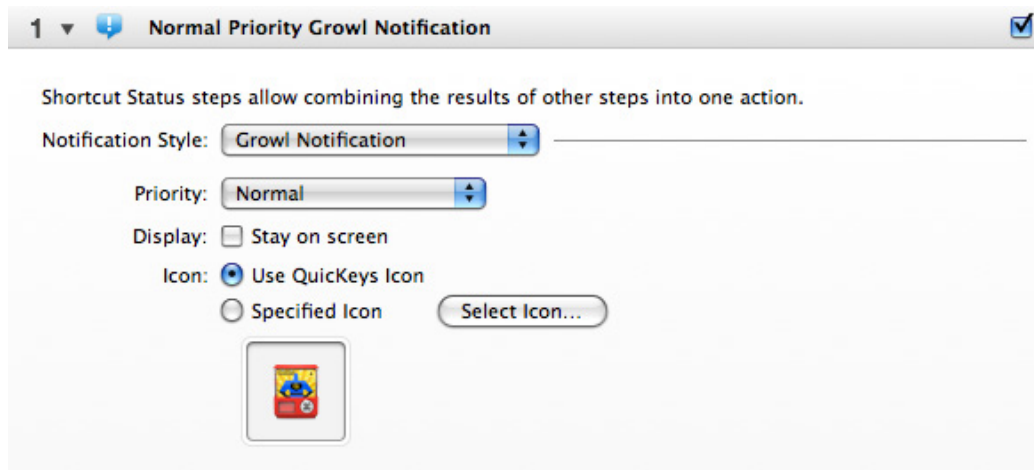 1 Normal Priority Growl Notification
Shortcut Status steps allow combining the results of other steps into one action.
Notification Style: Growl Notification
Priority: Normal
Display: Stay on screen
Icon: Use QuicKeys Icon
Specified Icon Select Icon...